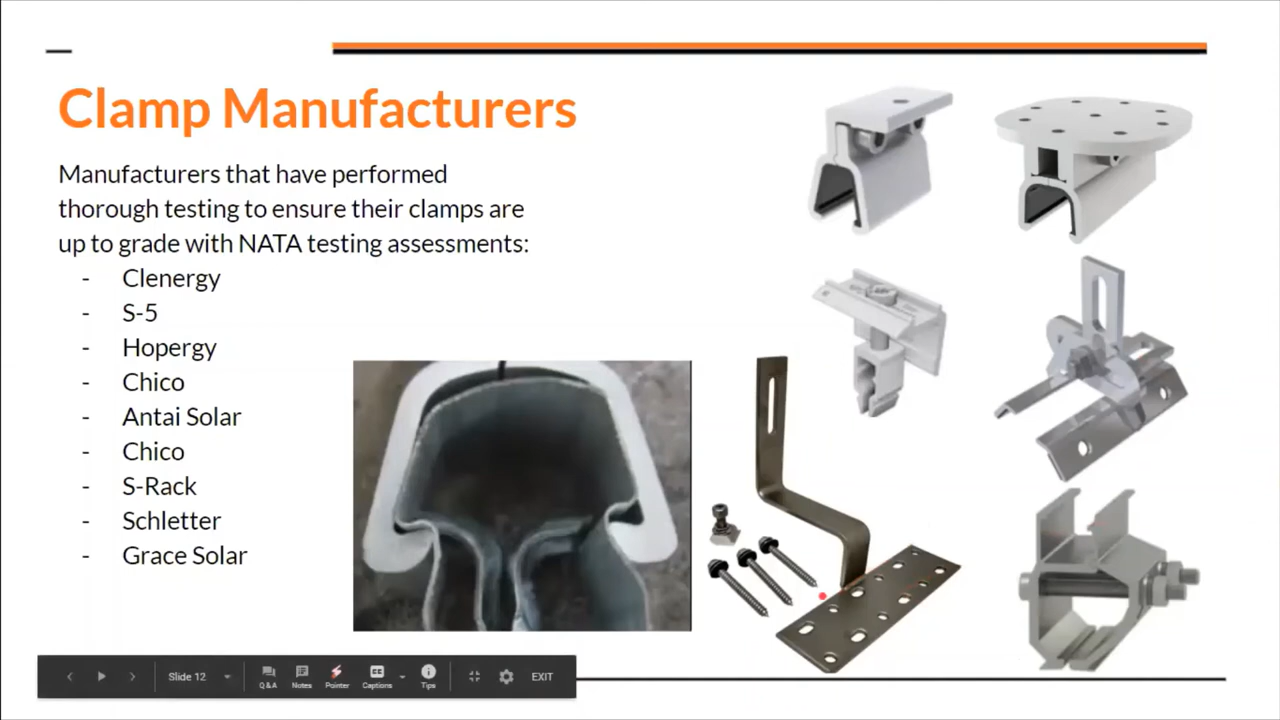 Clamp Manufacturers
Manufacturers that have performed
thorough testing to ensure their clamps are
up to grade with NATA testing assessments:
- Clenergy
- S-5
- Hopergy
- Chico
- Antai Solar
- Chico
- S-Rack
- Schletter
- Grace Solar
Slide 12
Q&A
Notes
Pointer
Captions
Tips
EXIT